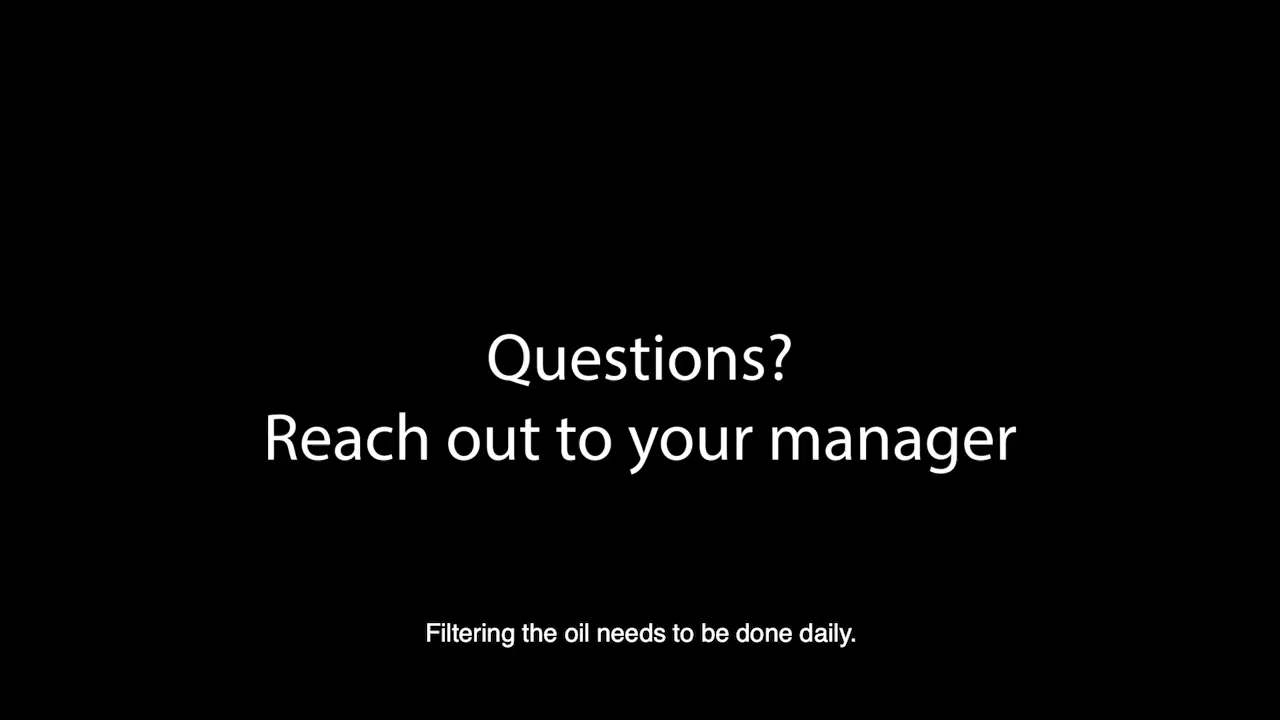 Questions?
Reach out to your manager
Filtering the oil needs to be done daily.